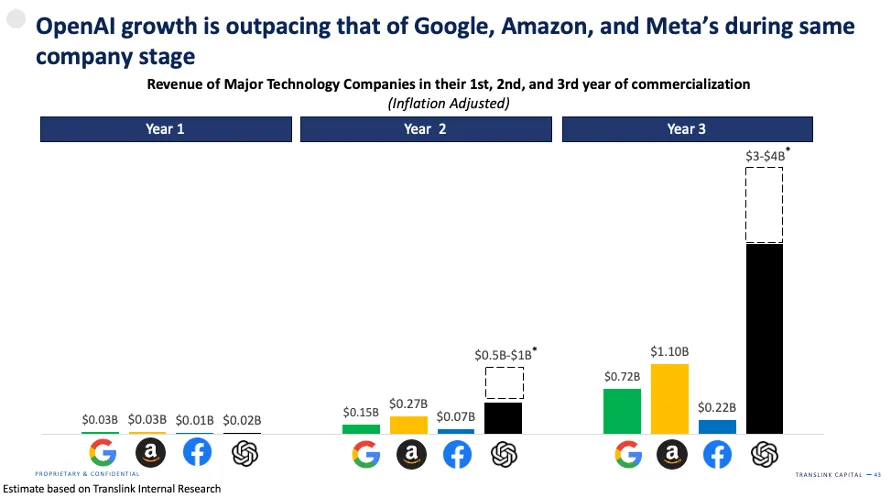 OpenAI growth is outpacing that of Google, Amazon, and Meta’s during same
company stage
Revenue of Major Technology Companies in their 1st, 2nd, and 3rd year of commercialization
(Inflation Adjusted)
Year 1
Year 2
Year 3
$0.03B
$0.03B
$0.01B
$0.02B
$0.15B
$0.27B
$0.07B
$0.5B-$1B*
$0.72B
$1.10B
$0.22B
$3-$4B*
PROPRIETARY & CONFIDENTIAL
TRANSLINK CAPITAL — 43
Estimate based on Translink Internal Research